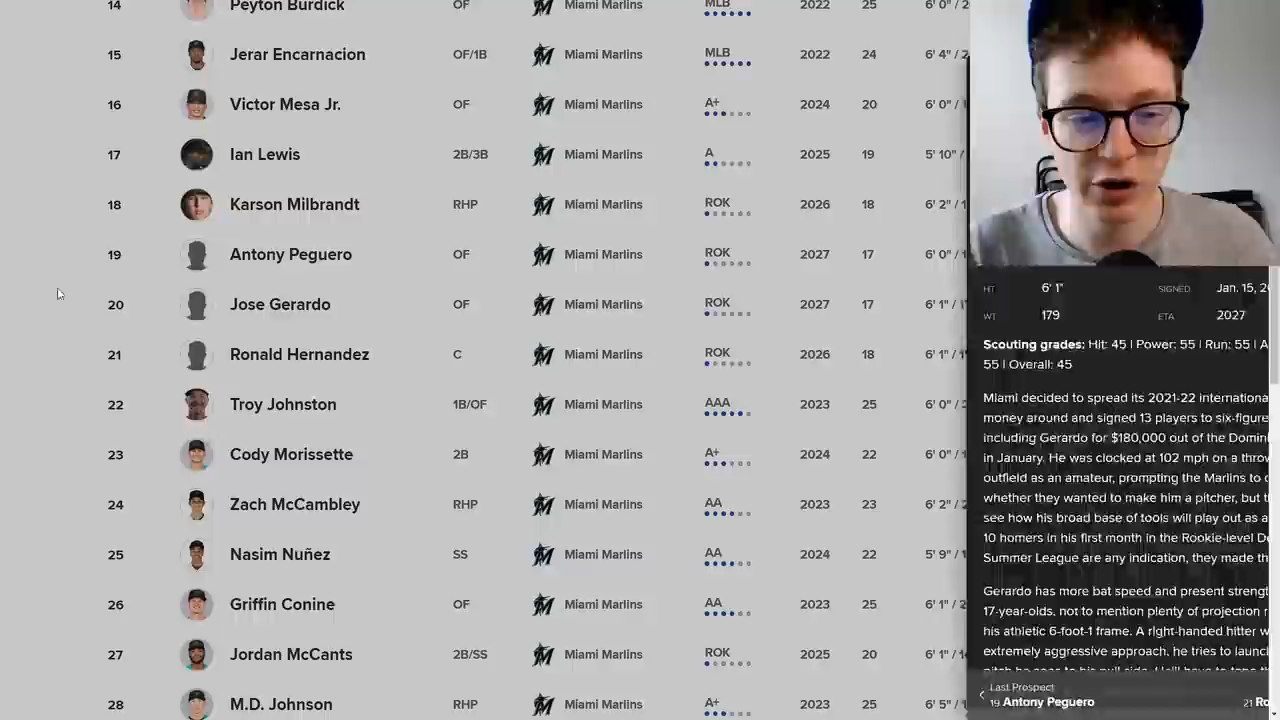 14 Peyton Burdick OF Miami Marlins MLB 2022 25 6' 0" / 2
15 Jerar Encarnacion OF/1B Miami Marlins MLB 2022 24 6' 4" / 2
16 Victor Mesa Jr. OF Miami Marlins A+ 2024 20 6' 0" / 1
17 Ian Lewis 2B/3B Miami Marlins A 2025 19 5' 10" /
18 Karson Milbrandt RHP Miami Marlins ROK 2026 18 6' 2" / 1
19 Antony Peguero OF Miami Marlins ROK 2027 17 6' 0" / 1
20 Jose Gerardo OF Miami Marlins ROK 2027 17 6' 1" / 1
21 Ronald Hernandez C Miami Marlins ROK 2026 18 6' 1" / 1
22 Troy Johnston 1B/OF Miami Marlins AAA 2023 25 6' 0" / 2
23 Cody Morissette 2B Miami Marlins A+ 2024 22 6' 0" / 1
24 Zach McCambley RHP Miami Marlins AA 2023 23 6' 2" / 2
25 Nasim Nuñez SS Miami Marlins AA 2024 22 5' 9" / 1
26 Griffin Conine OF Miami Marlins AA 2023 25 6' 1" / 2
27 Jordan McCants 2B/SS Miami Marlins ROK 2025 20 6' 1" / 1
28 M.D. Johnson RHP Miami Marlins A+ 2024 25 6' 5" / 1
HT 6' 1" SIGNED Jan. 15, 20
WT 179 ETA 2027
Scouting grades: Hit: 45 | Power: 55 | Run: 55 | A
55 | Overall: 45
Miami decided to spread its 2021-22 internationa
money around and signed 13 players to six-figure
including Gerardo for $180,000 out of the Domini
in January. He was clocked at 102 mph on a throw
outfield as an amateur, prompting the Marlins to c
whether they wanted to make him a pitcher, but t
see how his broad base of tools will play out as a
10 homers in his first month in the Rookie-level D
Summer League are any indication, they made th
Gerardo has more bat speed and present strengt
17-year-olds, not to mention plenty of projection r
his athletic 6-foot-1 frame. A right-handed hitter w
extremely aggressive approach, he tries to launc
pitch he sees to his pull side.
Last Prospect
19 Antony Peguero 21 Ro